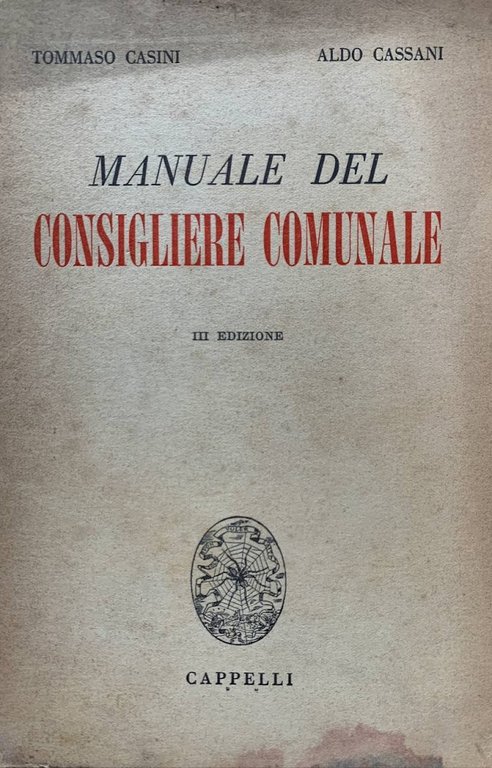 TOMMASO CASINI ALDO CASSANI
MANUALE DEL
CONSIGLIERE COMUNALE
III EDIZIONE
CAPPELLI